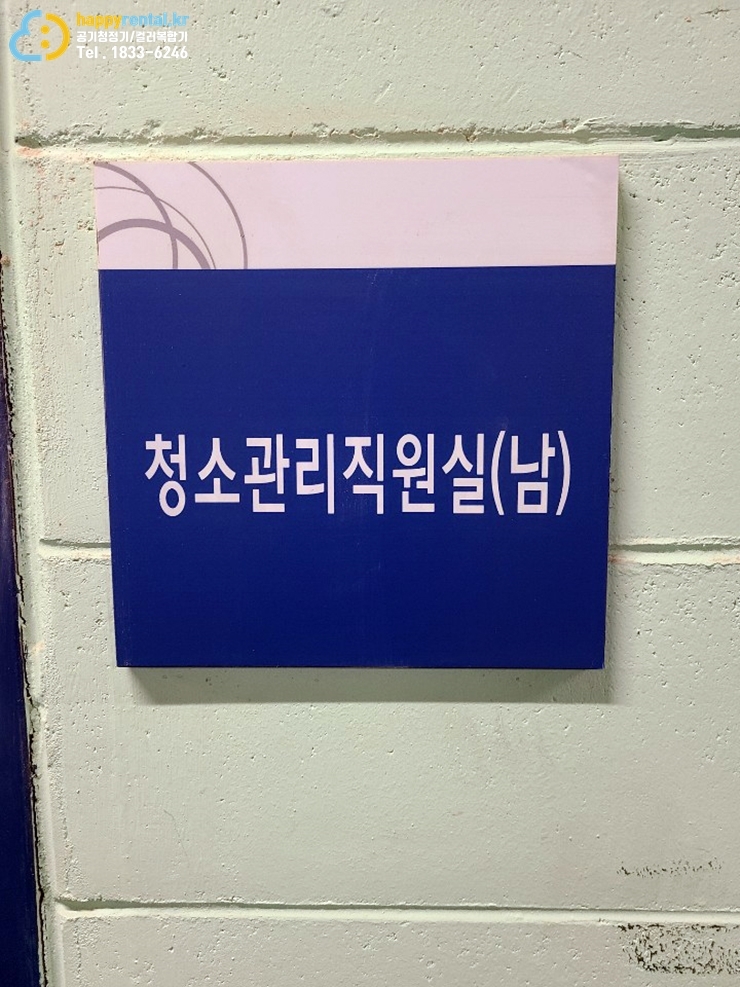 happyrental.kr
공기청정기/컬러복합기
Tel . 1833-6246
청소관리직원실(남)